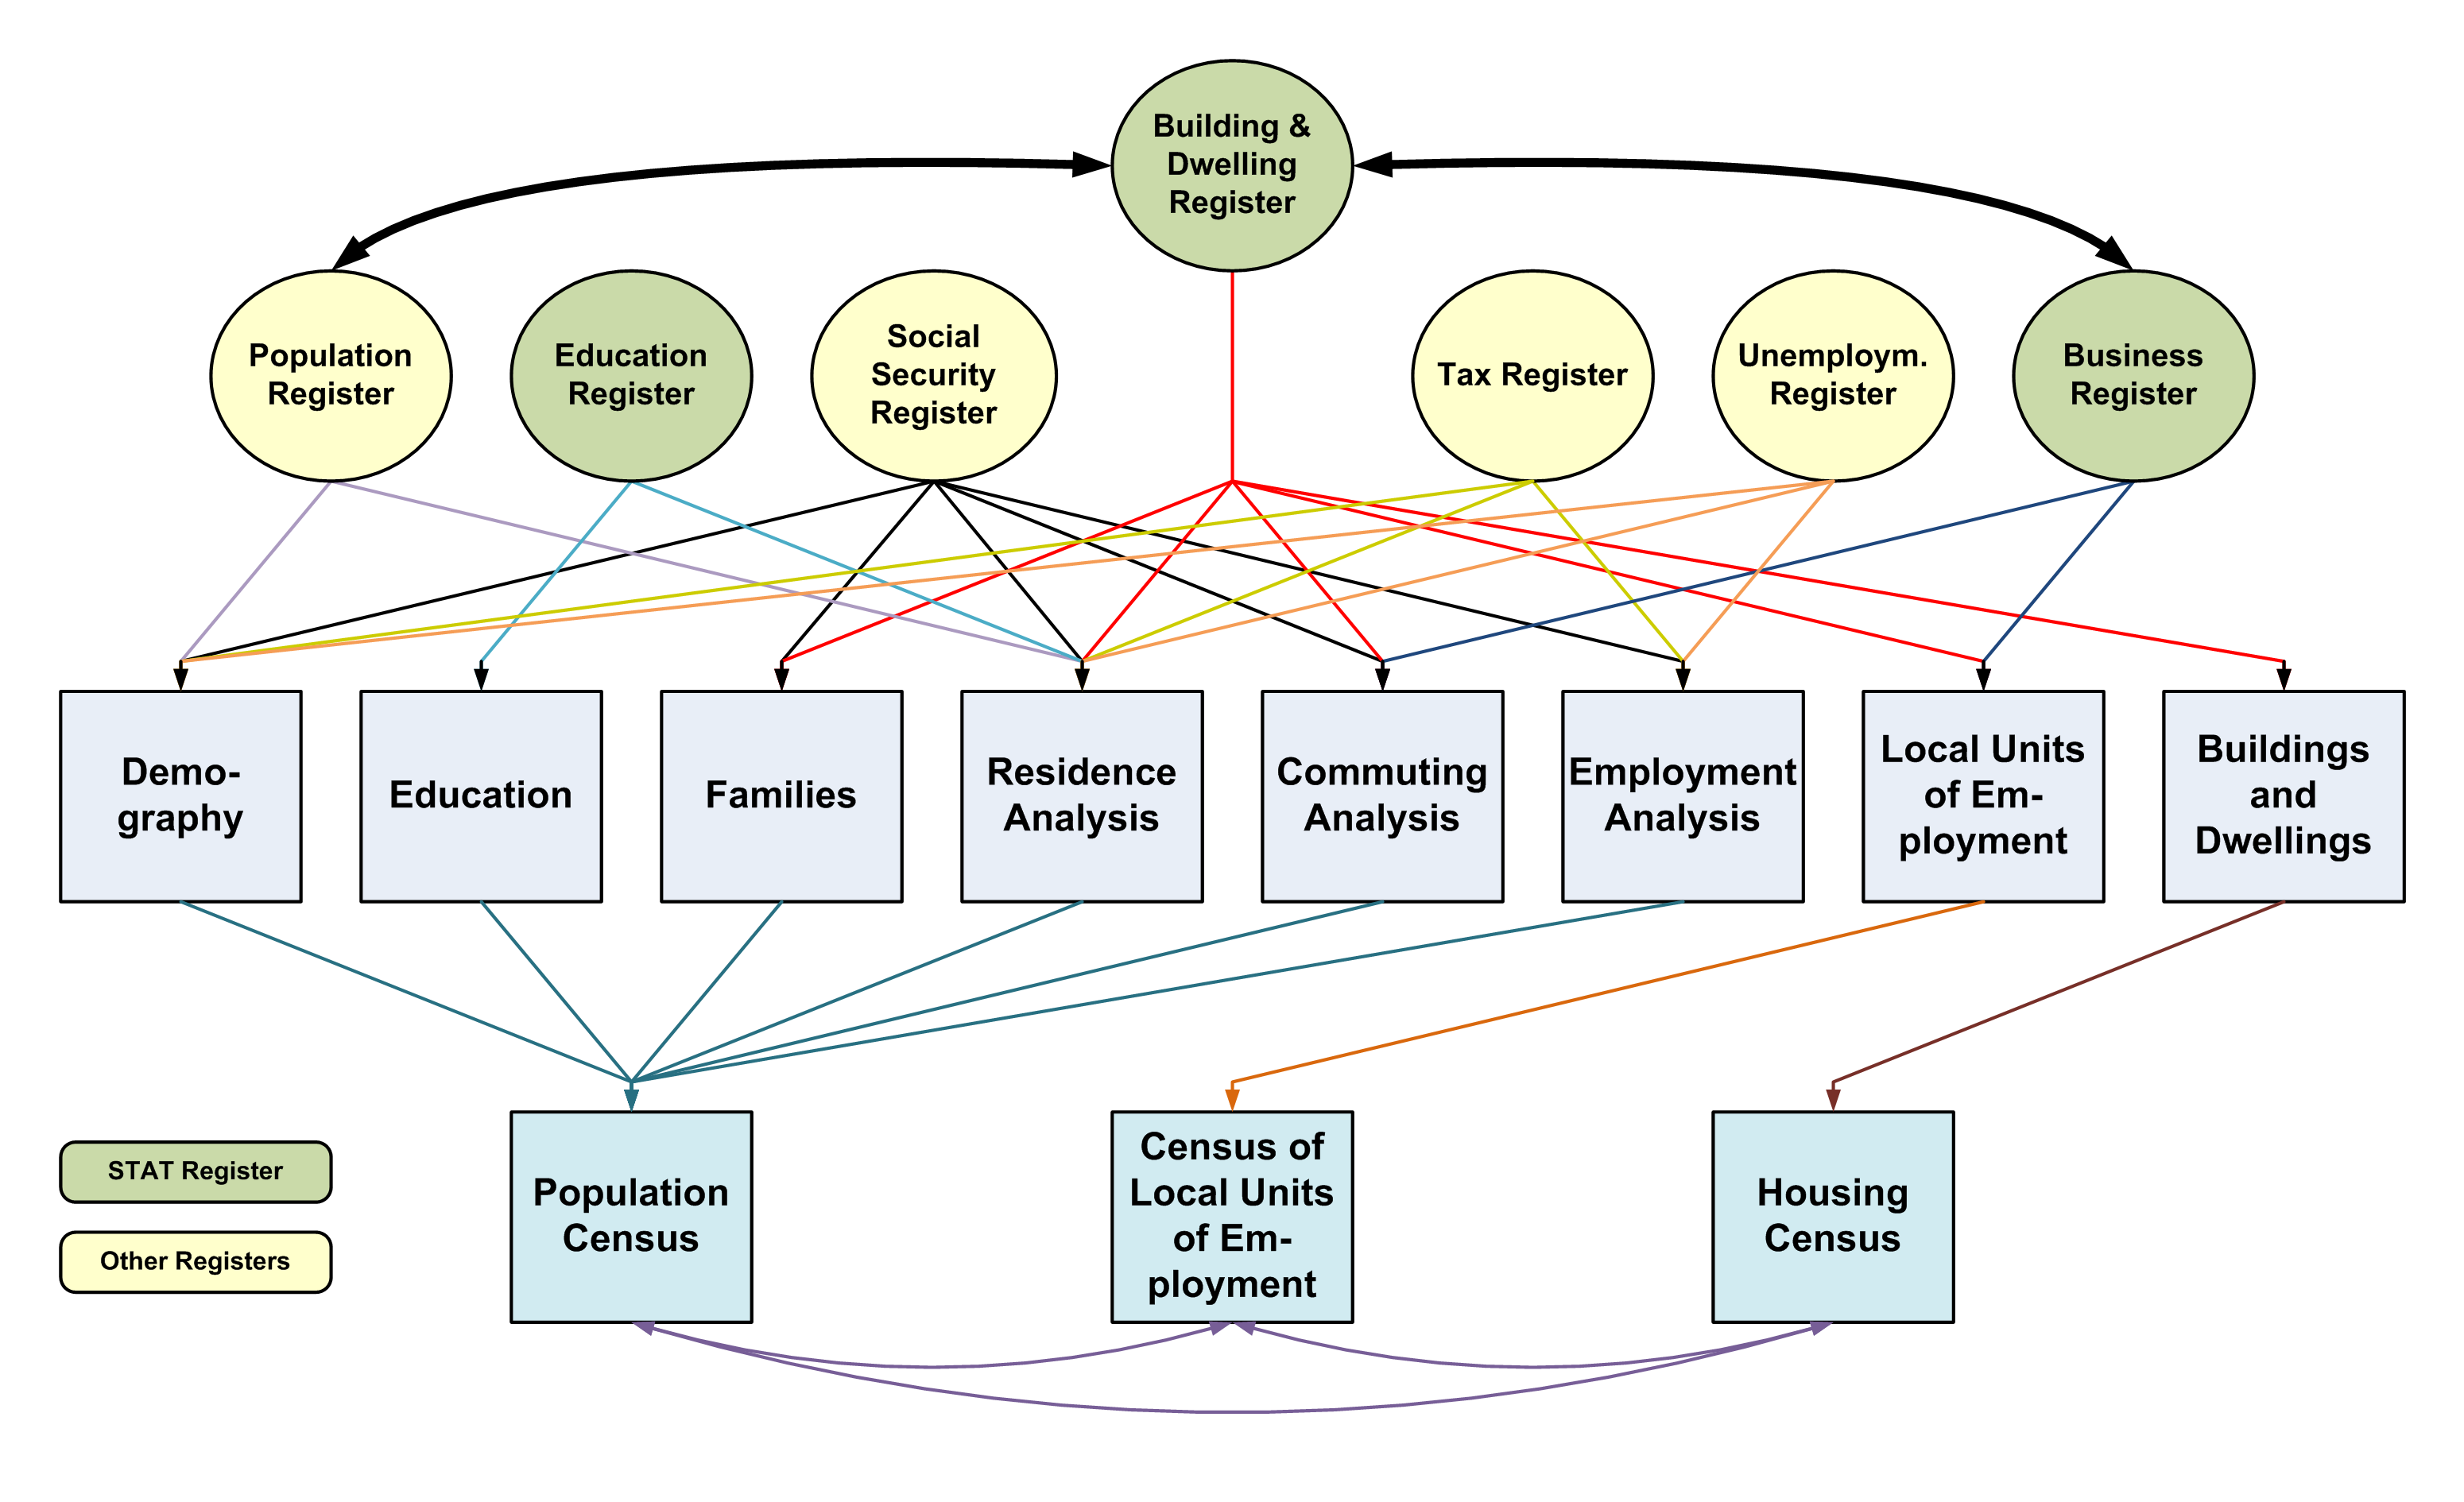 Building &
Dwelling
Register
Population
Register
Education
Register
Social
Security
Register
Tax Register
Unemploym.
Register
Business
Register
Demo-
graphy
Education
Families
Residence
Analysis
Commuting
Analysis
Employment
Analysis
Local Units
of Em-
ployment
Buildings
and
Dwellings
STAT Register
Other Registers
Population
Census
Census of
Local Units
of Em-
ployment
Housing
Census